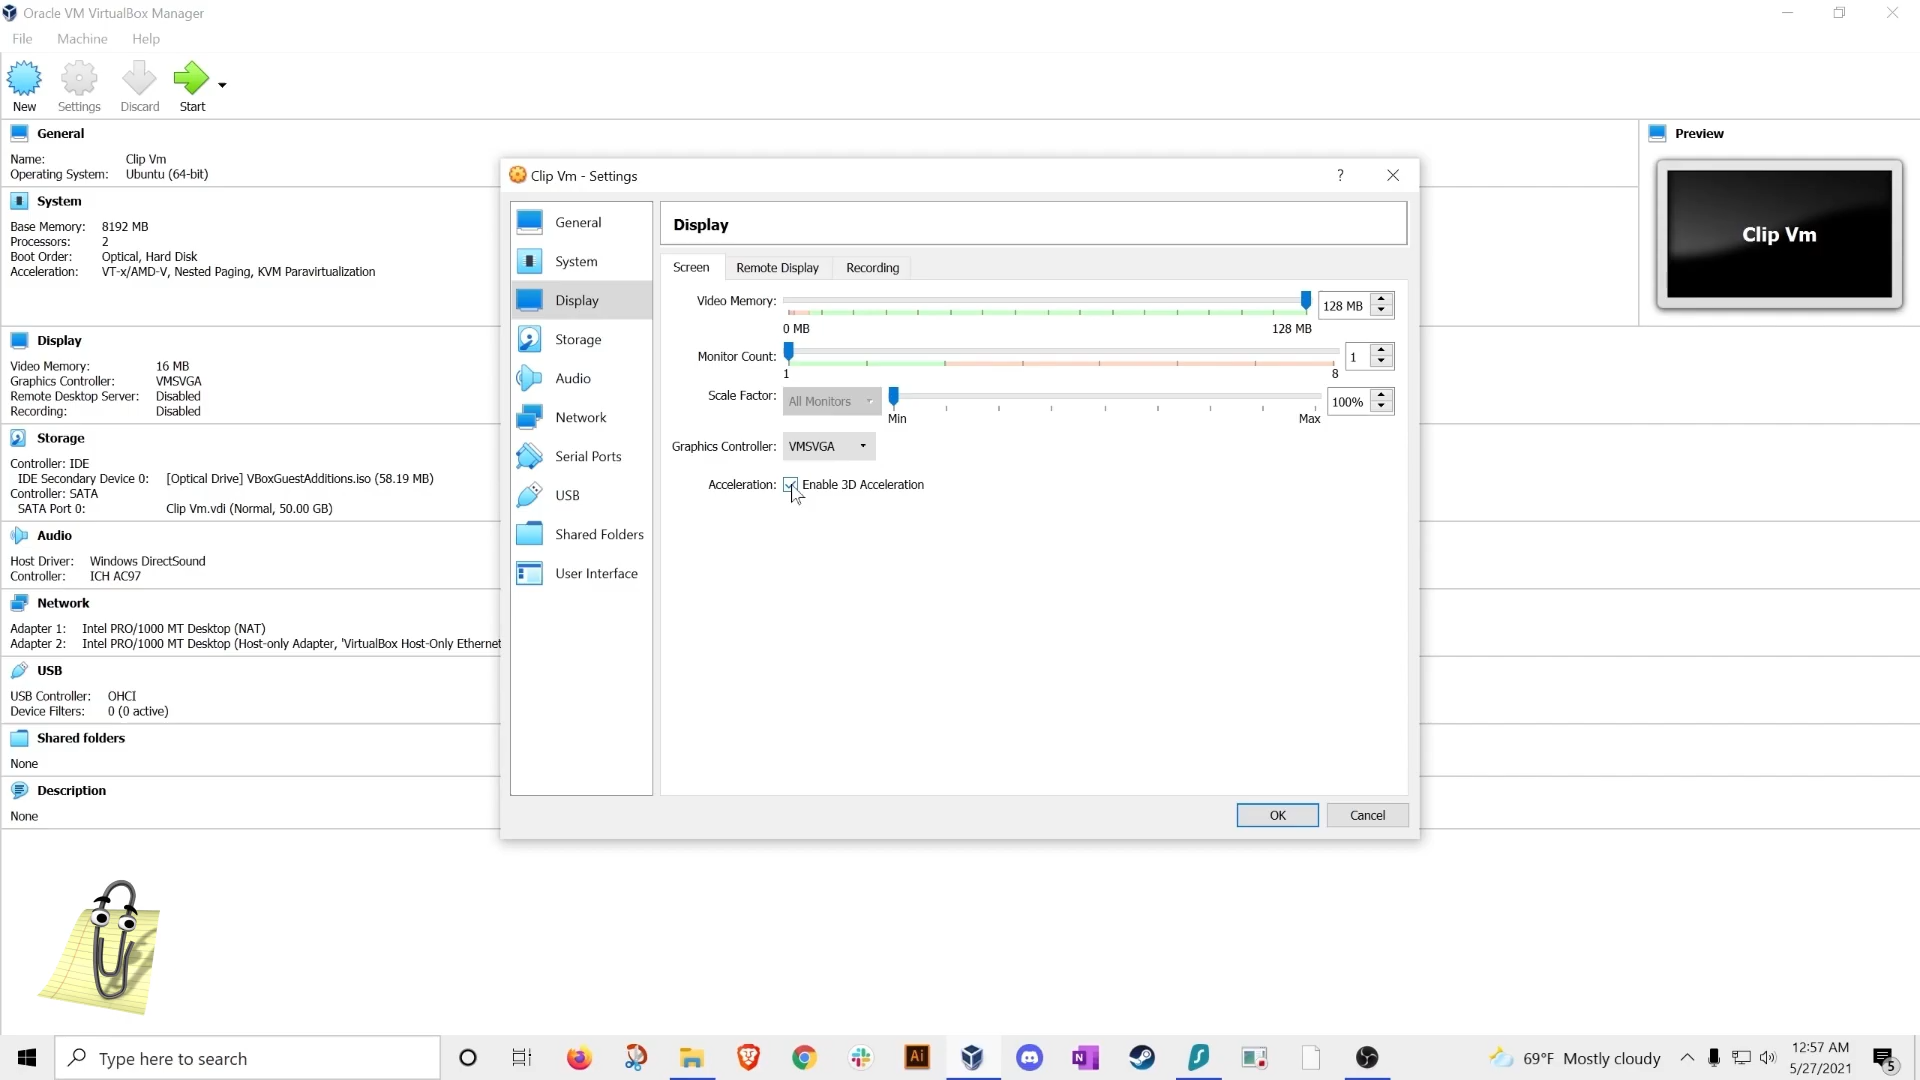 Oracle VM VirtualBox Manager
File Machine Help
New Settings Discard Start
General
Name: Clip Vm
Operating System: Ubuntu (64-bit)
System
Base Memory: 8192 MB
Processors: 2
Boot Order: Optical, Hard Disk
Acceleration: VT-x/AMD-V, Nested Paging, KVM Paravirtualization
Display
Video Memory: 16 MB
Graphics Controller: VMSVGA
Remote Desktop Server: Disabled
Recording: Disabled
Storage
Controller: IDE
IDE Secondary Device 0: [Optical Drive] VBoxGuestAdditions.iso (58.19 MB)
Controller: SATA
SATA Port 0: Clip Vm.vdi (Normal, 50.00 GB)
Audio
Host Driver: Windows DirectSound
Controller: ICH AC97
Network
Adapter 1: Intel PRO/1000 MT Desktop (NAT)
Adapter 2: Intel PRO/1000 MT Desktop (Host-only Adapter, 'VirtualBox Host-Only Ethernet
USB
USB Controller: OHCI
Device Filters: 0 (0 active)
Shared folders
None
Description
None
Clip Vm - Settings
?
General
System
Display
Storage
Audio
Network
Serial Ports
USB
Shared Folders
User Interface
Display
Screen Remote Display Recording
Video Memory: 128 MB
0 MB 128 MB
Monitor Count: 1
1 8
Scale Factor: All Monitors 100%
Min Max
Graphics Controller: VMSVGA
Acceleration: Enable 3D Acceleration
OK Cancel
Preview
Clip Vm
Type here to search
Ai
N
69°F Mostly cloudy
12:57 AM
5/27/2021
5